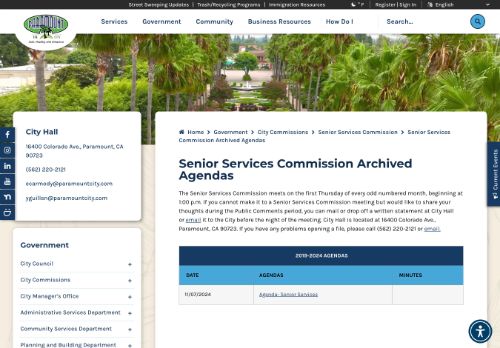 Street Sweeping Updates | Trash/Recycling Programs | Immigration Resources
°F | Register | Sign In
English
PARAMOUNT
Services Government Community Business Resources How Do I
Search...
City Hall
16400 Colorado Ave., Paramount, CA
90723
(562) 220-2121
ecarmody@paramountcity.com
yguillen@paramountcity.com
Government
City Council +
City Commissions +
City Manager's Office +
Administrative Services Department +
Community Services Department +
Planning and Building Department +
Home > Government > City Commissions > Senior Services Commission > Senior Services
Commission Archived Agendas
Senior Services Commission Archived
Agendas
The Senior Services Commission meets on the first Thursday of every odd numbered month, beginning at
1:00 p.m. If you cannot make it to a Senior Services Commission meeting but would like to share your
thoughts during the Public Comments period, you can mail or drop off a written statement at City Hall
or email it to the City before the night of the meeting. City Hall is located at 16400 Colorado Ave.,
Paramount, CA 90723. If you have any problems opening a file, please call (562) 220-2121 or email.
2019-2024 AGENDAS
DATE AGENDAS MINUTES
11/07/2024 Agenda- Senior Services
Current Events